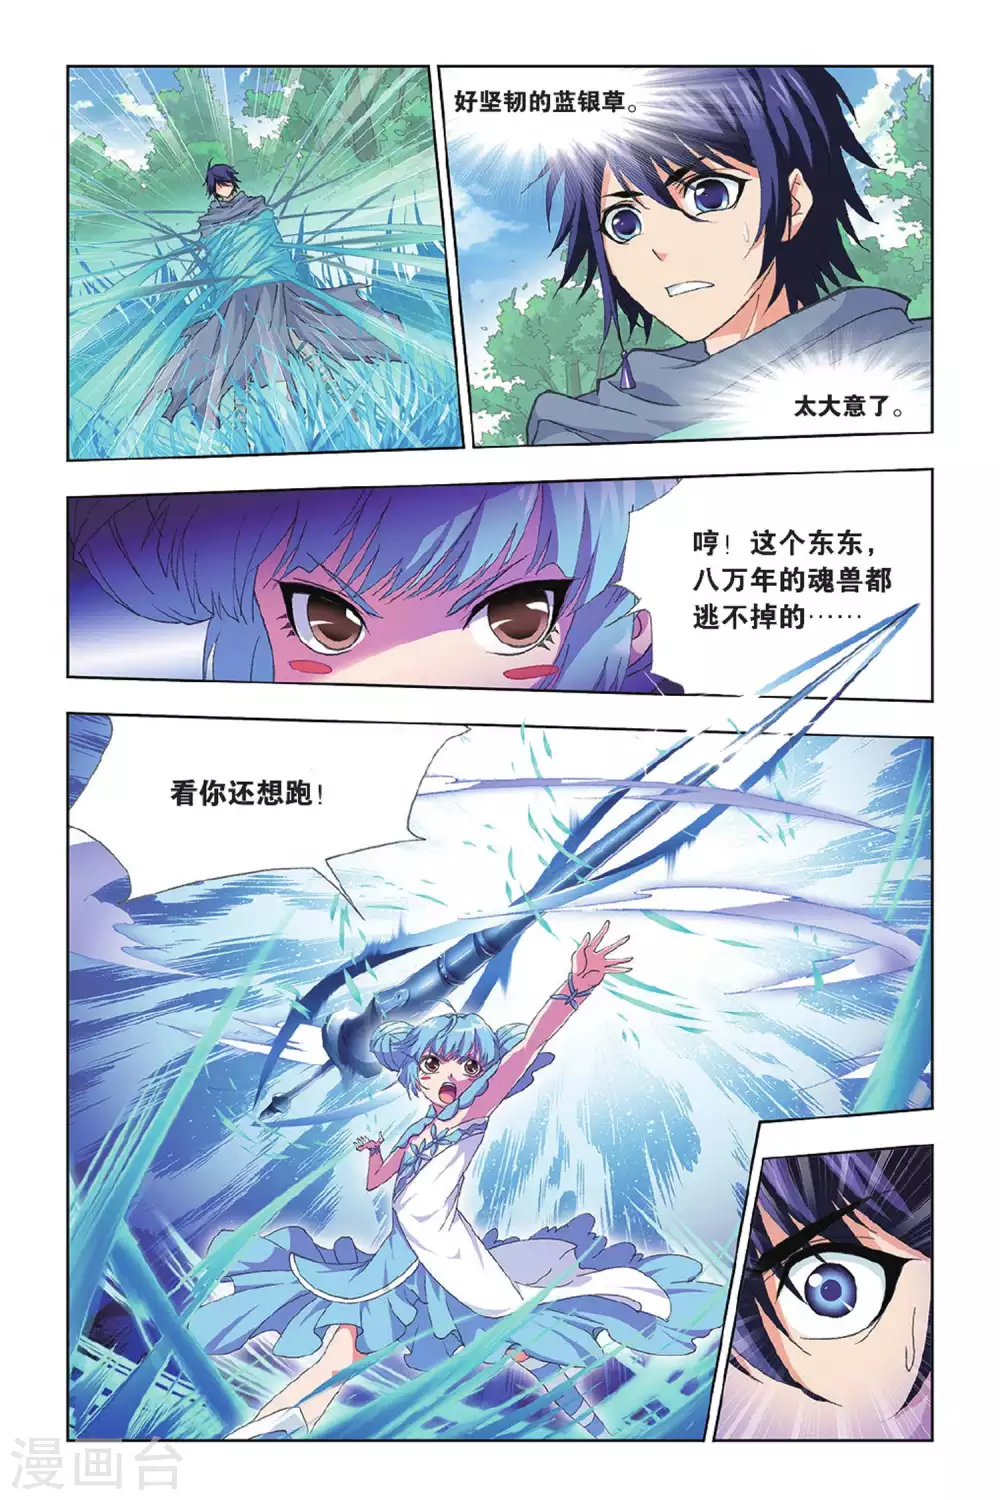 好坚韧的蓝银草。
太大意了。
哼！这个东东，
八万年的魂兽都
逃不掉的……
看你还想跑！
漫画台